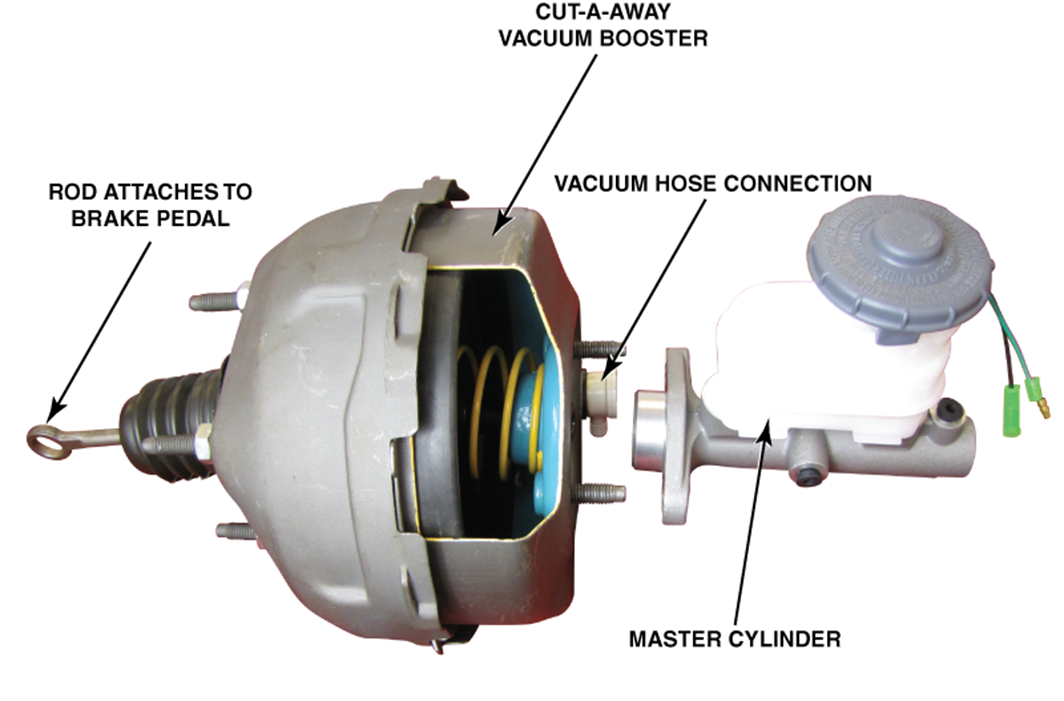 CUT-A-AWAY
VACUUM BOOSTER
VACUUM HOSE CONNECTION
ROD ATTACHES TO
BRAKE PEDAL
MASTER CYLINDER